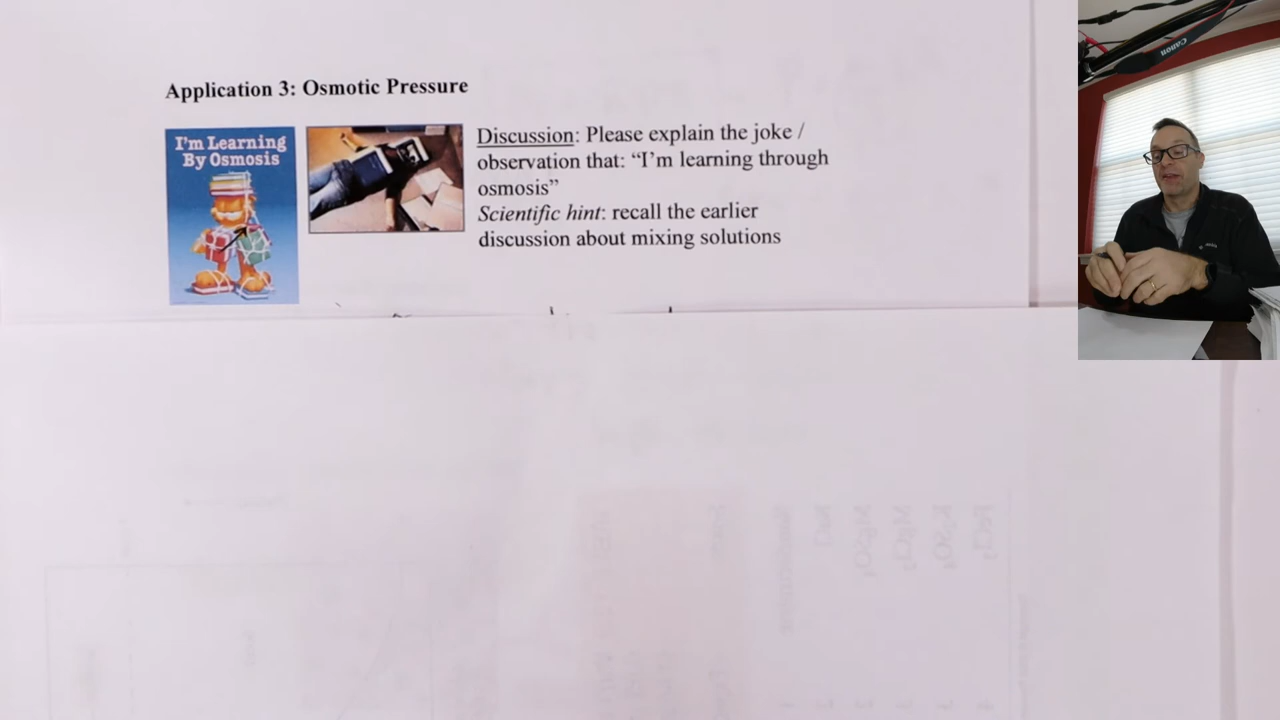 Application 3: Osmotic Pressure
I'm Learning
By Osmosis
Discussion: Please explain the joke /
observation that: “I’m learning through
osmosis”
Scientific hint: recall the earlier
discussion about mixing solutions
Canon